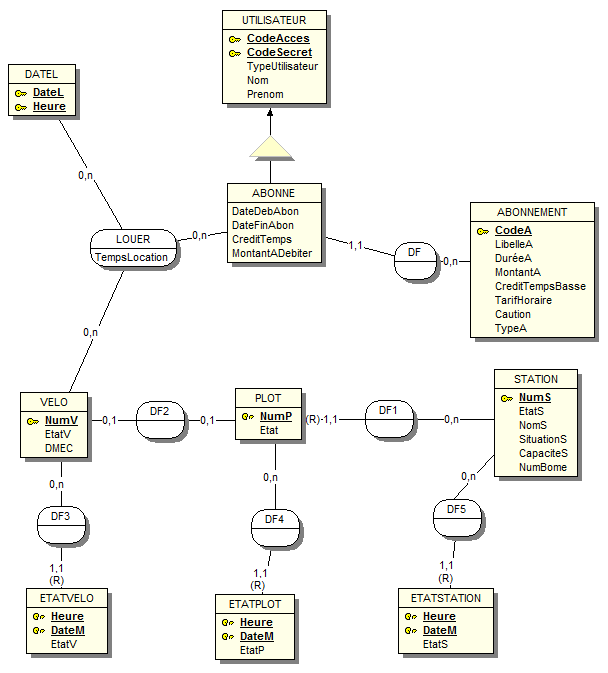 UTILISATEUR
CodeAcces
CodeSecret
TypeUtilisateur
Nom
Prenom
DATEL
DateL
Heure
0,n
LOUER
TempsLocation
0,n
ABONNE
DateDebAbon
DateFinAbon
CreditTemps
MontantADebiter
1,1
DF
0,n
ABONNEMENT
CodeA
LibelleA
DuréeA
MontantA
CreditTempsBasse
TarifHoraire
Caution
TypeA
0,n
VELO
NumV
EtatV
DMEC
0,1
DF2
0,1
PLOT
NumP
Etat
(R)-1,1
DF1
0,n
STATION
NumS
EtatS
NomS
SituationS
CapaciteS
NumBorne
0,n
DF3
1,1
(R)
0,n
DF4
1,1
(R)
0,n
DF5
1,1
(R)
ETATVELO
Heure
DateM
EtatV
ETATPLOT
Heure
DateM
EtatP
ETATSTATION
Heure
DateM
EtatS